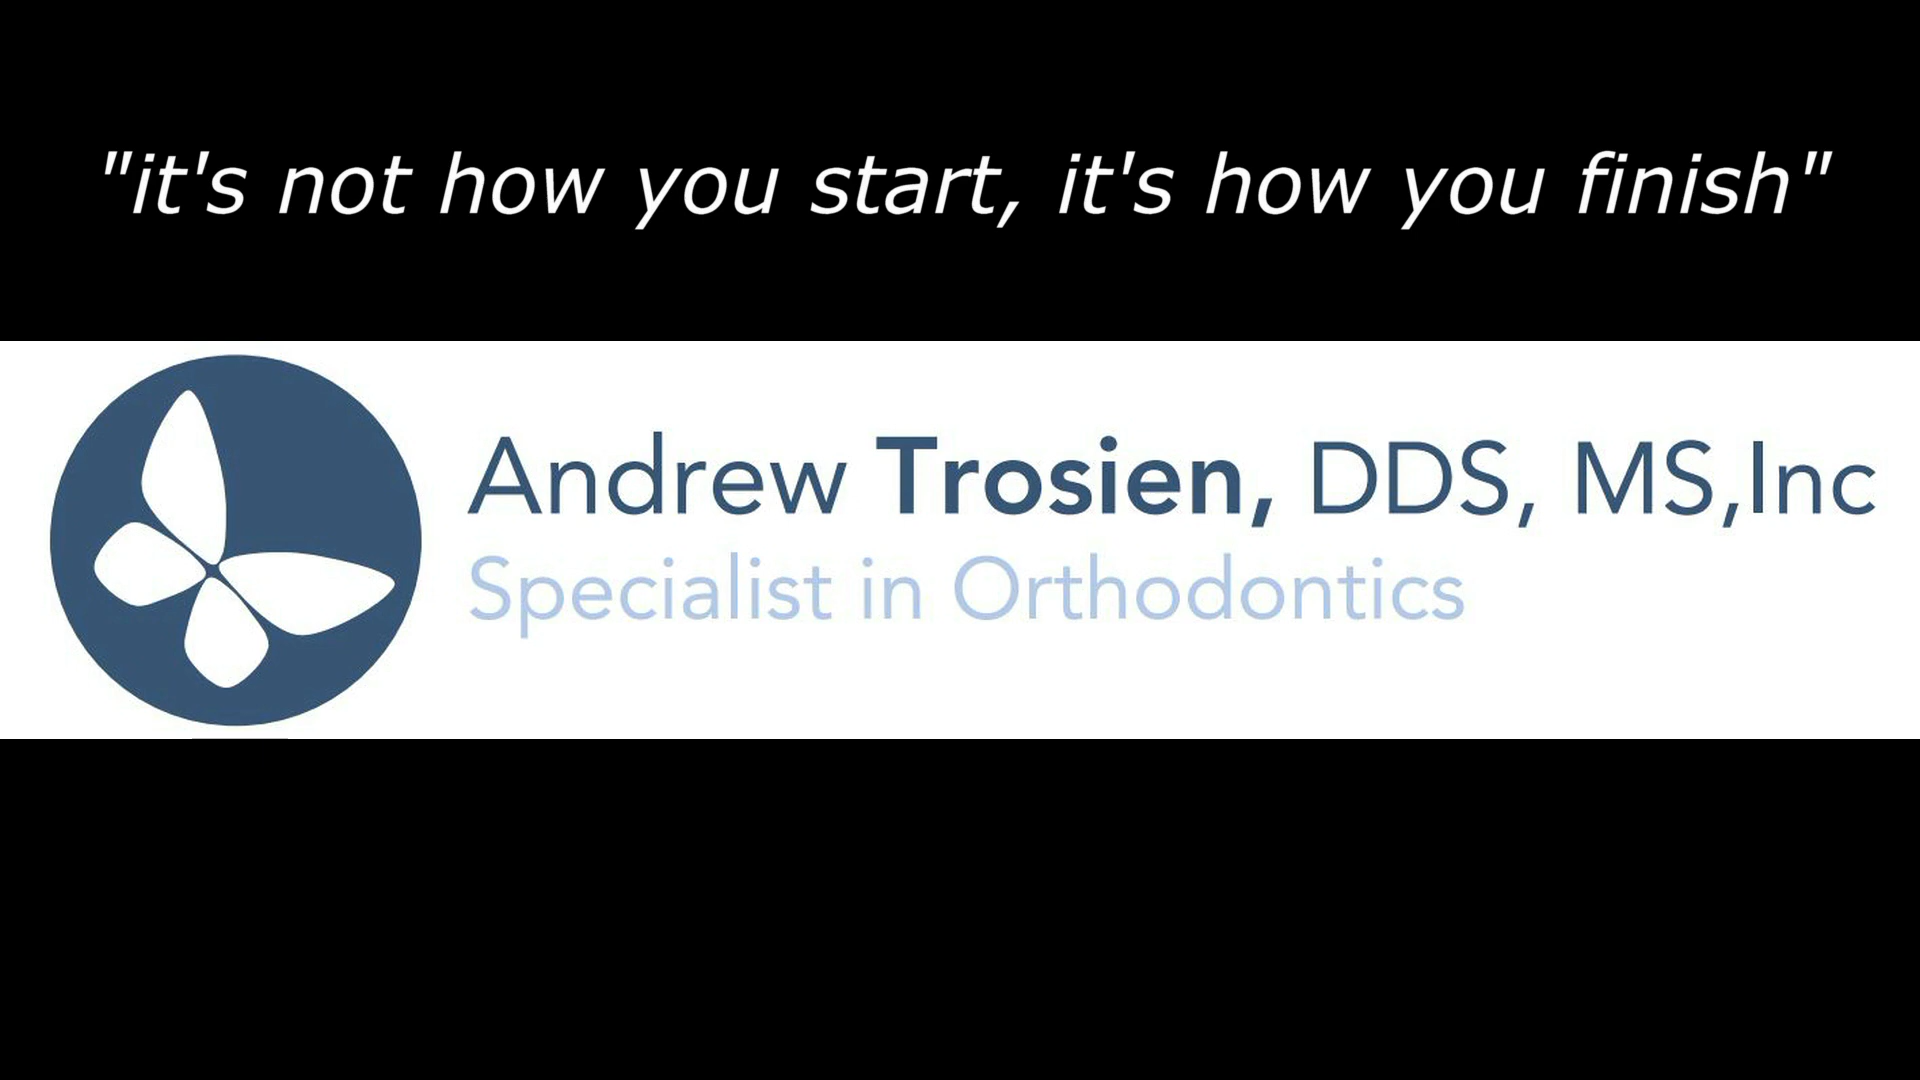 "it's not how you start, it's how you finish"
Andrew Trosien, DDS, MS,Inc
Specialist in Orthodontics